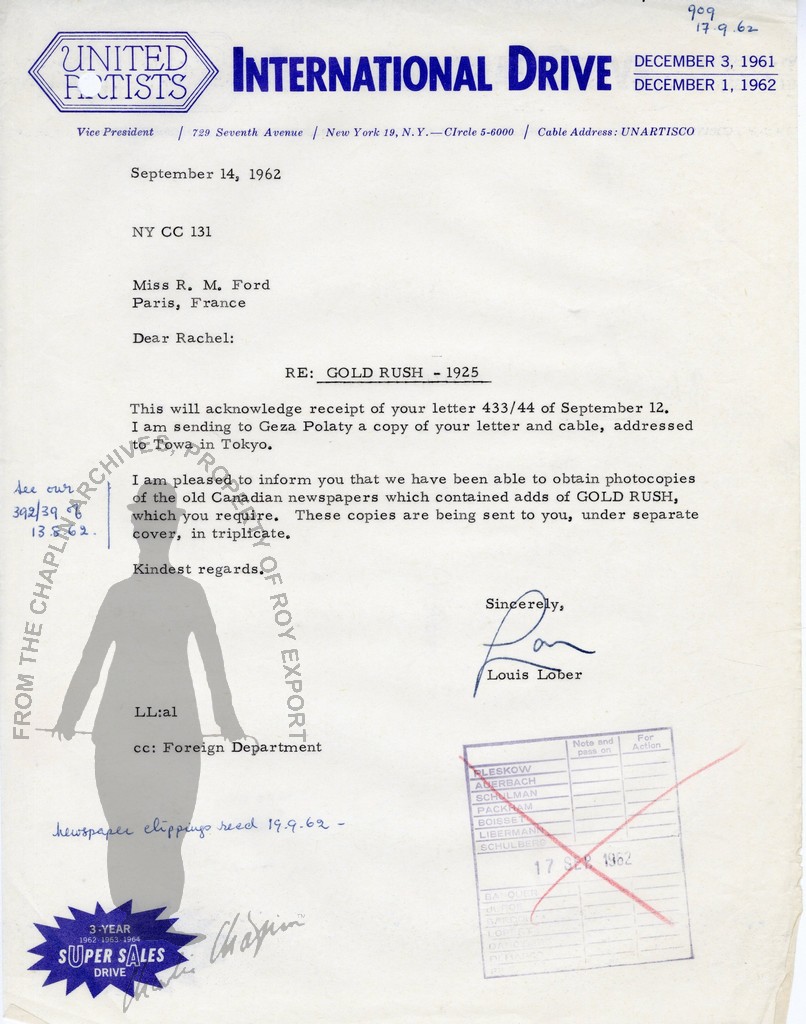 909
17.9.62
UNITED
ARTISTS
INTERNATIONAL DRIVE
DECEMBER 3, 1961
DECEMBER 1, 1962
Vice President / 729 Seventh Avenue / New York 19, N.Y.—CIrcle 5-6000 / Cable Address: UNARTISCO
September 14, 1962
NY CC 131
Miss R. M. Ford
Paris, France
Dear Rachel:
RE: GOLD RUSH - 1925
This will acknowledge receipt of your letter 433/44 of September 12.
I am sending to Geza Polaty a copy of your letter and cable, addressed
to Towa in Tokyo.
I am pleased to inform you that we have been able to obtain photocopies
of the old Canadian newspapers which contained adds of GOLD RUSH,
which you require. These copies are being sent to you, under separate
cover, in triplicate.
see our
392/39 of
13.8.62.
Kindest regards.
Sincerely,
Lou
Louis Lober
LL:al
cc: Foreign Department
newspaper clippings recd 19.9.62 -
Note and pass on
For Action
PLESKOW
AUERBACH
SCHULMAN
PACKHAM
BOISSET
LIBERMANN
SCHULBERG
17 SEP 1962
3-YEAR
1962 1963 1964
SUPER SALES
DRIVE
FROM THE CHAPLIN ARCHIVES, PROPERTY OF ROY EXPORT
Charlie Chaplin